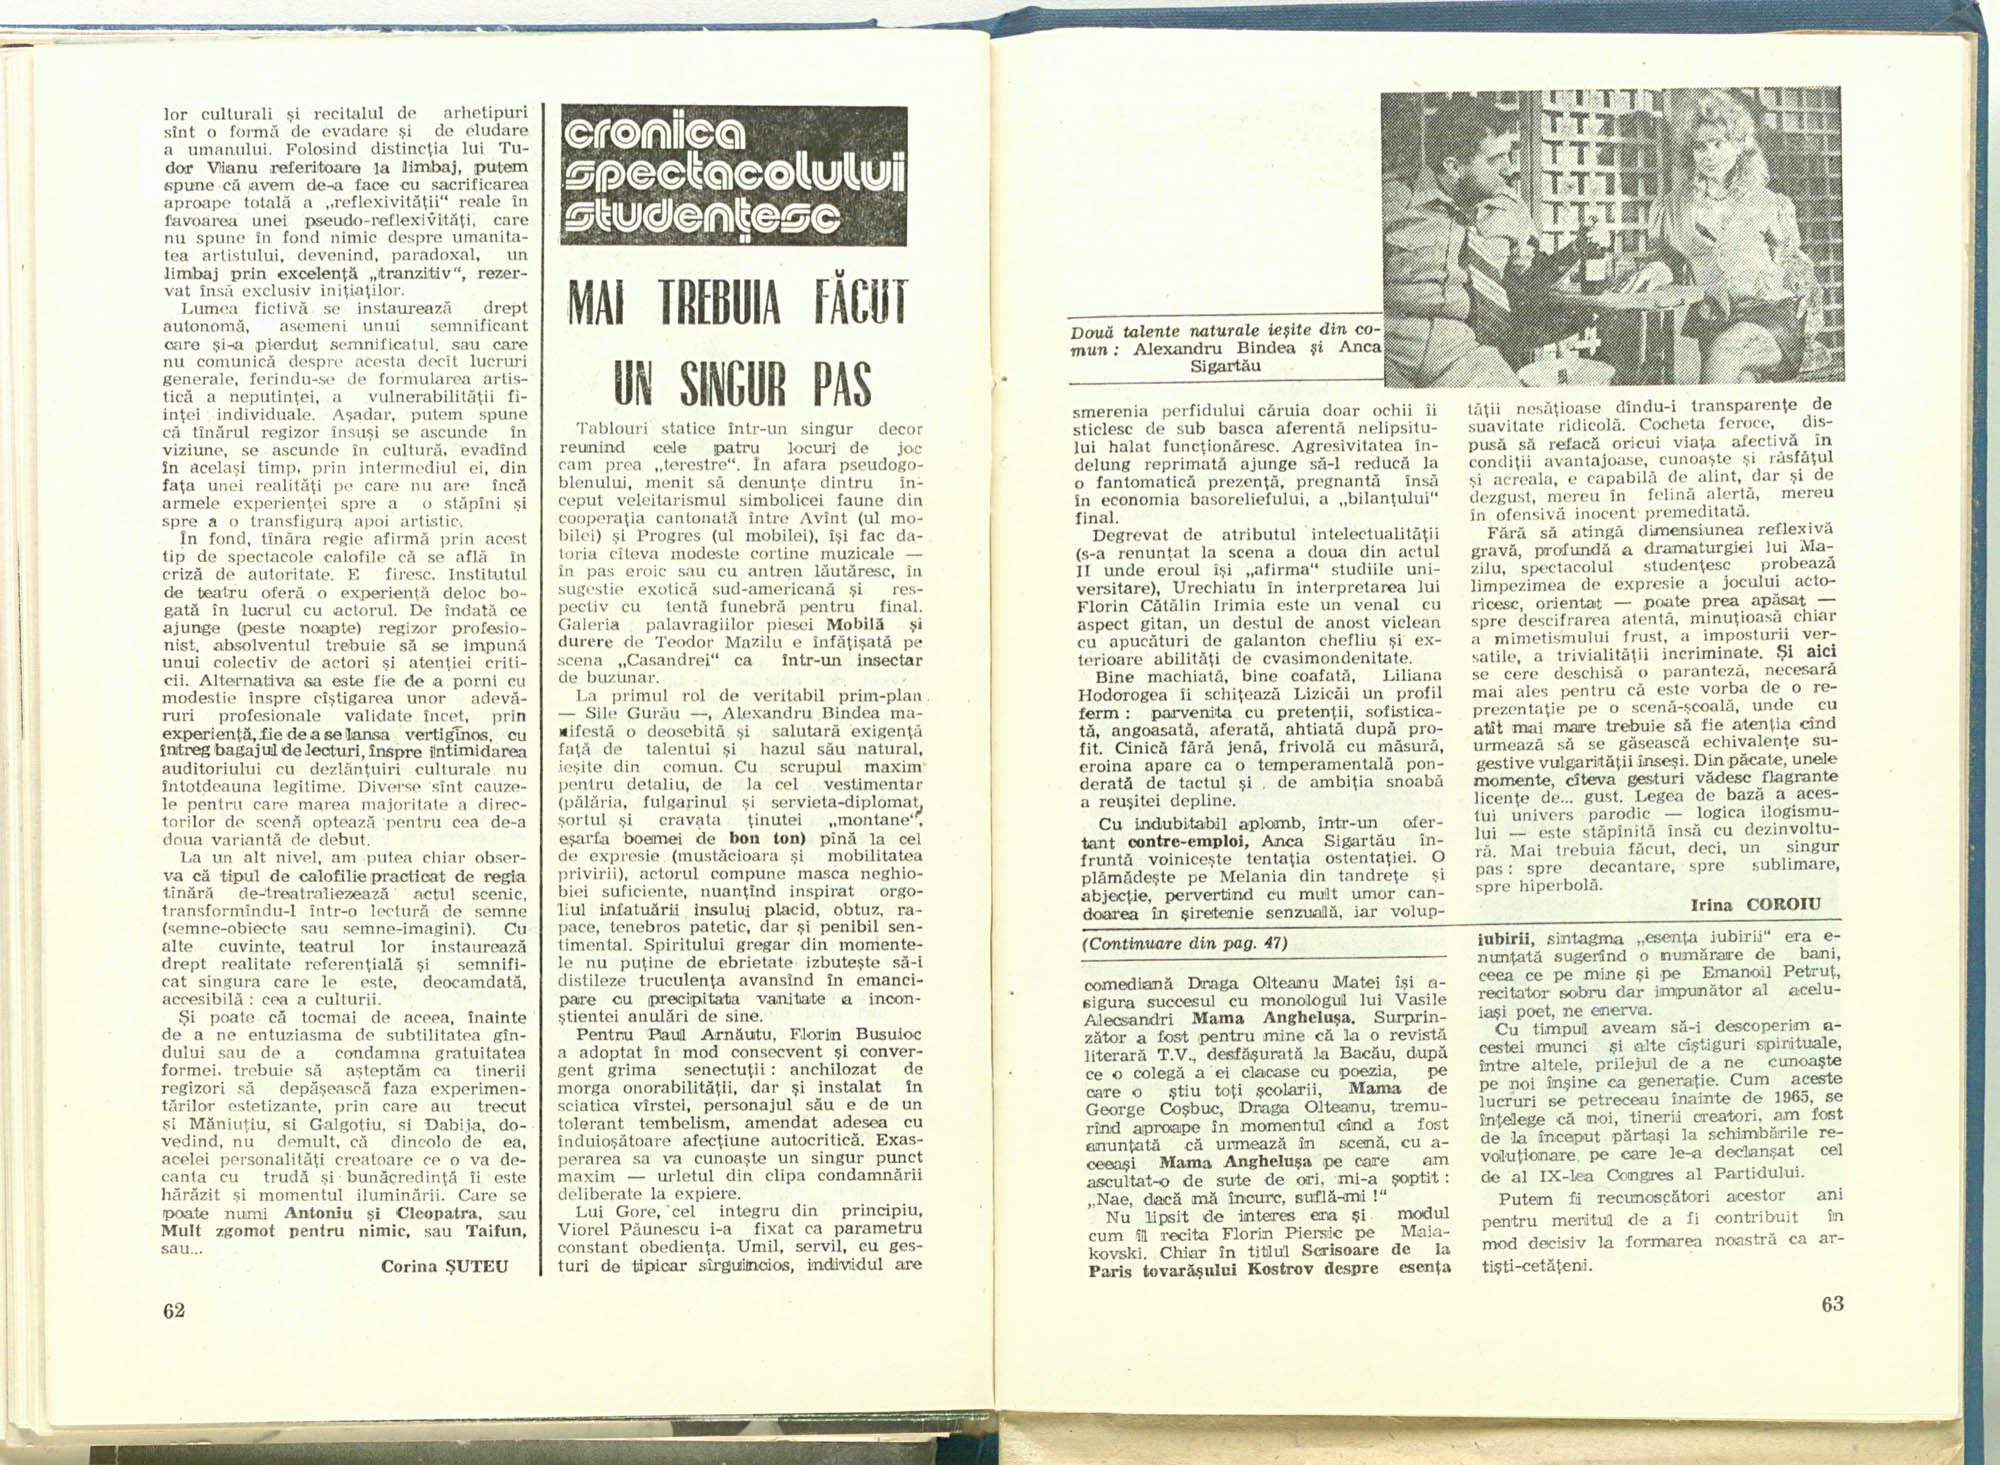 lor culturali și recitalul de arhetipuri
sînt o formă de evadare și de eludare
a umanului. Folosind distincția lui Tu-
dor Vianu referitoare la limbaj, putem
spune că avem de-a face cu sacrificarea
aproape totală a „reflexivității“ reale în
favoarea unei pseudo-reflexivități, care
nu spune în fond nimic despre umanita-
tea artistului, devenind, paradoxal, un
limbaj prin excelență „tranzitiv“, rezer-
vat însă exclusiv inițiaților.
Lumea fictivă se instaurează drept
autonomă, asemeni unui semnificant
care și-a pierdut semnificatul, sau care
nu comunică despre acesta decît lucruri
generale, ferindu-se de formularea artis-
tică a neputinței, a vulnerabilității fi-
inței individuale. Așadar, putem spune
că tînărul regizor însuși se ascunde în
viziune, se ascunde în cultură, evadînd
în același timp, prin intermediul ei, din
fața unei realități pe care nu are încă
armele experienței spre a o stăpîni și
spre a o transfigura apoi artistic.
În fond, tînăra regie afirmă prin acest
tip de spectacole calofile că se află în
criză de autoritate. E firesc. Institutul
de teatru oferă o experiență deloc bo-
gată în lucrul cu actorul. De îndată ce
ajunge (peste noapte) regizor profesio-
nist, absolventul trebuie să se impună
unui colectiv de actori și atenției criti-
cii. Alternativa sa este fie de a porni cu
modestie înspre cîștigarea unor adevă-
ruri profesionale validate încet, prin
experiență, fie de a se lansa vertiginos, cu
întreg bagajul de lecturi, înspre intimidarea
auditoriului cu dezlănțuiri culturale nu
întotdeauna legitime. Diverse sînt cauze-
le pentru care marea majoritate a direc-
torilor de scenă optează pentru cea de-a
doua variantă de debut.
La un alt nivel, am putea chiar obser-
va că tipul de calofilie practicat de regia
tînără de-teatraliezează actul scenic,
transformîndu-l într-o lectură de semne
(semne-obiecte sau semne-imagini). Cu
alte cuvinte, teatrul lor instaurează
drept realitate referențială și semnifi-
cat singura care le este, deocamdată,
accesibilă : cea a culturii.
Și poate că tocmai de aceea, înainte
de a ne entuziasma de subtilitatea gîn-
dului sau de a condamna gratuitatea
formei, trebuie să așteptăm ca tinerii
regizori să depășească faza experimen-
tărilor estetizante, prin care au trecut
și Măniuțiu, si Galgoțiu, si Dabija, do-
vedind, nu demult, că dincolo de ea,
acelei personalități creatoare ce o va de-
canta cu trudă și bunăcredință îi este
hărăzit și momentul iluminării. Care se
poate numi Antoniu și Cleopatra, sau
Mult zgomot pentru nimic, sau Taifun,
sau...
Corina ȘUTEU
62
cronica
spectacolului
studențesc
MAI TREBUIA FĂCUT
UN SINGUR PAS
Tablouri statice într-un singur decor
reunind cele patru locuri de joc
cam prea „terestre“. În afara pseudogo-
blenului, menit să denunțe dintru în-
ceput veleitarismul simbolicei faune din
cooperația cantonată între Avînt (ul mo-
bilei) și Progres (ul mobilei), își fac da-
toria cîteva modeste cortine muzicale —
în pas eroic sau cu antren lăutăresc, în
sugestie exotică sud-americană și res-
pectiv cu tentă funebră pentru final.
Galeria palavragiilor piesei Mobilă și
durere de Teodor Mazilu e înfățișată pe
scena „Casandrei“ ca într-un insectar
de buzunar.
La primul rol de veritabil prim-plan
— Sile Gurău —, Alexandru Bindea ma-
nifestă o deosebită și salutară exigență
față de talentul și hazul său natural,
ieșite din comun. Cu scrupul maxim
pentru detaliu, de la cel vestimentar
(pălăria, fulgarinul și servieta-diplomat,
șortul și cravata ținutei „montane“,
eșarfa boemei de bon ton) pînă la cel
de expresie (mustăcioara și mobilitatea
privirii), actorul compune masca neghio-
biei suficiente, nuanțînd inspirat orgo-
liul infatuării insului placid, obtuz, ra-
pace, tenebros patetic, dar și penibil sen-
timental. Spiritului gregar din momente-
le nu puține de ebrietate izbutește să-i
distileze truculența avansînd în emanci-
pare cu precipitata vanitate a incon-
știentei anulări de sine.
Pentru Paul Arnăutu, Florin Busuioc
a adoptat în mod consecvent și conver-
gent grima senectuții : anchilozat de
morga onorabilității, dar și instalat în
sciatica vîrstei, personajul său e de un
tolerant tembelism, amendat adesea cu
înduioșătoare afecțiune autocritică. Exas-
perarea sa va cunoaște un singur punct
maxim — urletul din clipa condamnării
deliberate la expiere.
Lui Gore, cel integru din principiu,
Viorel Păunescu i-a fixat ca parametru
constant obediența. Umil, servil, cu ges-
turi de tipicar sîrguincios, individul are
Două talente naturale ieșite din co-
mun : Alexandru Bindea și Anca
Sigartău
smerenia perfidului căruia doar ochii îi
sticlesc de sub basca aferentă nelipsitu-
lui halat funcționăresc. Agresivitatea în-
delung reprimată ajunge să-l reducă la
o fantomatică prezență, pregnantă însă
în economia basoreliefului, a „bilanțului“
final.
Degrevat de atributul intelectualității
(s-a renunțat la scena a doua din actul
II unde eroul își „afirma“ studiile uni-
versitare), Urechiatu în interpretarea lui
Florin Cătălin Irimia este un venal cu
aspect gitan, un destul de anost viclean
cu apucături de galanton chefliu și ex-
terioare abilități de cvasimondenitate.
Bine machiată, bine coafată, Liliana
Hodorogea îi schițează Lizicăi un profil
ferm : parvenita cu pretenții, sofistica-
tă, angoasată, aferată, ahtiată după pro-
fit. Cinică fără jenă, frivolă cu măsură,
eroina apare ca o temperamentală pon-
derată de tactul și de ambiția snoabă
a reușitei depline.
Cu indubitabil aplomb, într-un ofer-
tant contre-emploi, Anca Sigartău în-
fruntă voinicește tentația ostentației. O
plămădește pe Melania din tandrețe și
abjecție, pervertind cu mult umor can-
doarea în șiretenie senzuală, iar volup-
tății nesățioase dîndu-i transparențe de
suavitate ridicolă. Cocheta feroce, dis-
pusă să refacă oricui viața afectivă în
condiții avantajoase, cunoaște și răsfățul
și acreala, e capabilă de alint, dar și de
dezgust, mereu în felină alertă, mereu
în ofensivă inocent premeditată.
Fără să atingă dimensiunea reflexivă
gravă, profundă a dramaturgiei lui Ma-
zilu, spectacolul studențesc probează
limpezimea de expresie a jocului acto-
ricesc, orientat — poate prea apăsat —
spre descifrarea atentă, minuțioasă chiar
a mimetismului frust, a imposturii ver-
satile, a trivialității incriminate. Și aici
se cere deschisă o paranteză, necesară
mai ales pentru că este vorba de o re-
prezentație pe o scenă-școală, unde cu
atît mai mare trebuie să fie atenția cînd
urmează să se găsească echivalențe su-
gestive vulgarității înseși. Din păcate, unele
momente, cîteva gesturi vădesc flagrante
licențe de... gust. Legea de bază a aces-
tui univers parodic — logica ilogismu-
lui — este stăpînită însă cu dezinvoltu-
ră. Mai trebuia făcut, deci, un singur
pas : spre decantare, spre sublimare,
spre hiperbolă.
Irina COROIU
(Continuare din pag. 47)
comediană Draga Olteanu Matei își a-
sigura succesul cu monologul lui Vasile
Alecsandri Mama Anghelușa. Surprin-
zător a fost pentru mine că la o revistă
literară T.V., desfășurată la Bacău, după
ce o colegă a ei clacase cu poezia, pe
care o știu toți școlarii, Mama de
George Coșbuc, Draga Olteanu, tremu-
rînd aproape în momentul cînd a fost
anunțată că urmează în scenă, cu a-
ceeași Mama Anghelușa pe care am
ascultat-o de sute de ori, mi-a șoptit :
„Nae, dacă mă încurc, suflă-mi !“
Nu lipsit de interes era și modul
cum îl recita Florin Piersic pe Maia-
kovski. Chiar în titlul Scrisoare de la
Paris tovarășului Kostrov despre esența
iubirii, sintagma „esența iubirii“ era e-
nunțată sugerînd o numărare de bani,
ceea ce pe mine și pe Emanoil Petruț,
recitator sobru dar impunător al acelu-
iași poet, ne enerva.
Cu timpul aveam să-i descoperim a-
cestei munci și alte cîștiguri spirituale,
între altele, prilejul de a ne cunoaște
pe noi înșine ca generație. Cum aceste
lucruri se petreceau înainte de 1965, se
înțelege că noi, tinerii creatori, am fost
de la început părtași la schimbările re-
voluționare pe care le-a declanșat cel
de al IX-lea Congres al Partidului.
Putem fi recunoscători acestor ani
pentru meritul de a fi contribuit în
mod decisiv la formarea noastră ca ar-
tiști-cetățeni.
63